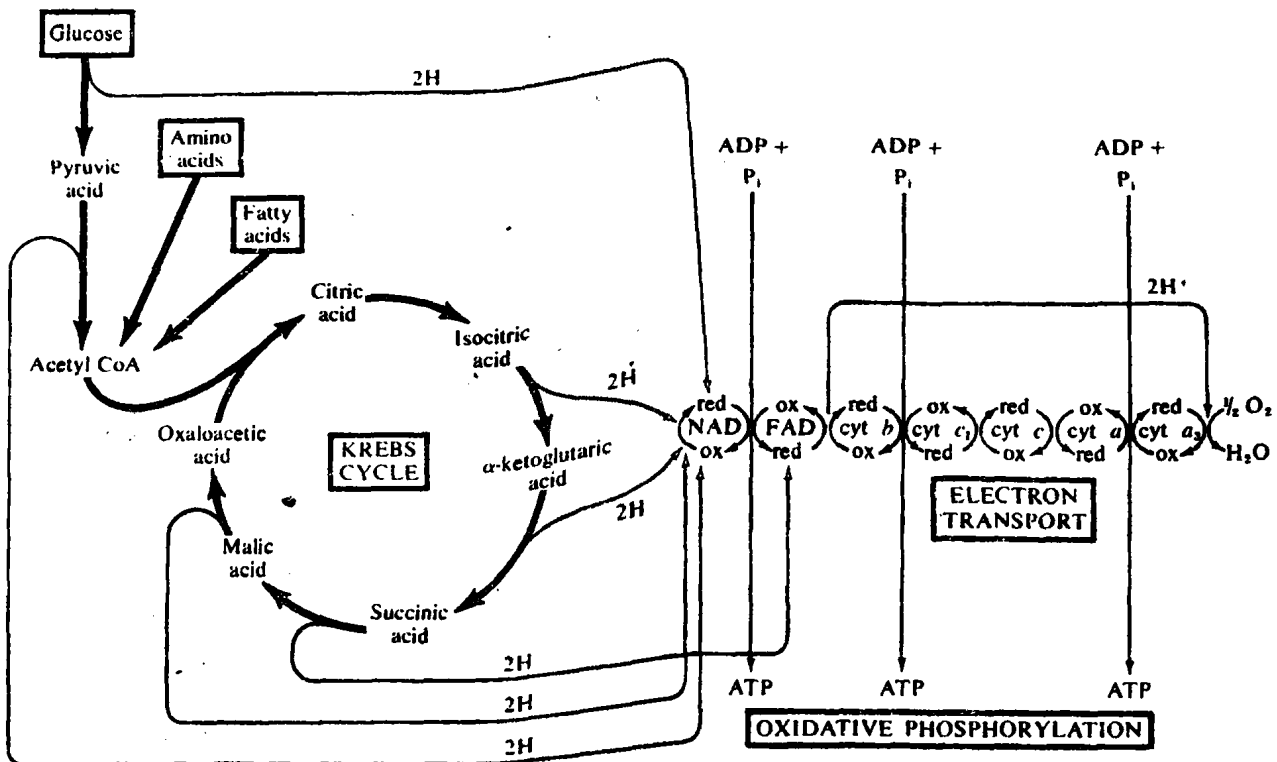 Glucose
2H
Amino
acids
Pyruvic
acid
Fatty
acids
ADP +
Pi
ADP +
Pi
ADP +
Pi
2H+
Citric
acid
Isocitric
acid
Acetyl CoA
2H
Oxaloacetic
acid
KREBS
CYCLE
α-ketoglutaric
acid
2H
red
NAD
ox
ox
FAD
red
red
cyt b
ox
ox
cyt c₁
red
red
cyt c
ox
ox
cyt a
red
red
cyt a₃
ox
½ O₂
H₂O
ELECTRON
TRANSPORT
Malic
acid
Succinic
acid
2H
2H
2H
ATP
ATP
ATP
OXIDATIVE PHOSPHORYLATION